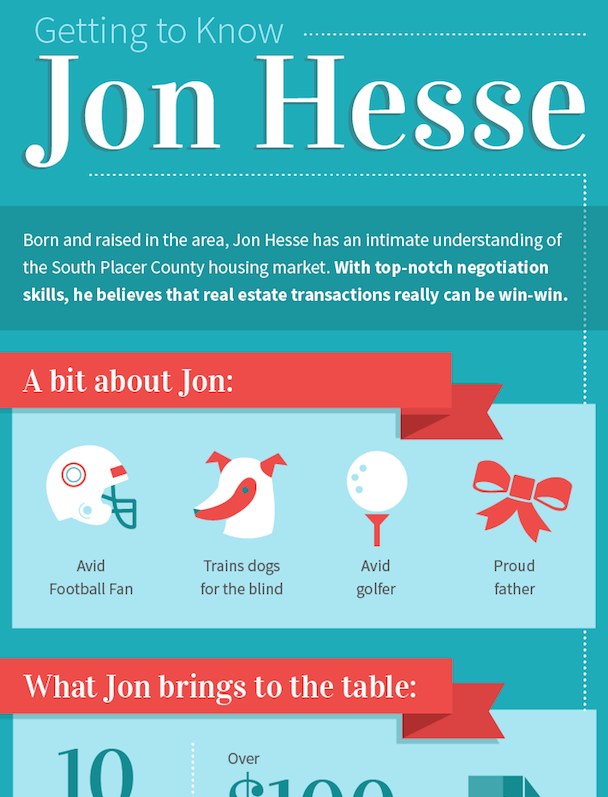 Getting to Know
Jon Hesse
Born and raised in the area, Jon Hesse has an intimate understanding of
the South Placer County housing market. With top-notch negotiation
skills, he believes that real estate transactions really can be win-win.
A bit about Jon:
Avid
Football Fan
Trains dogs
for the blind
Avid
golfer
Proud
father
What Jon brings to the table:
10
Over
$100